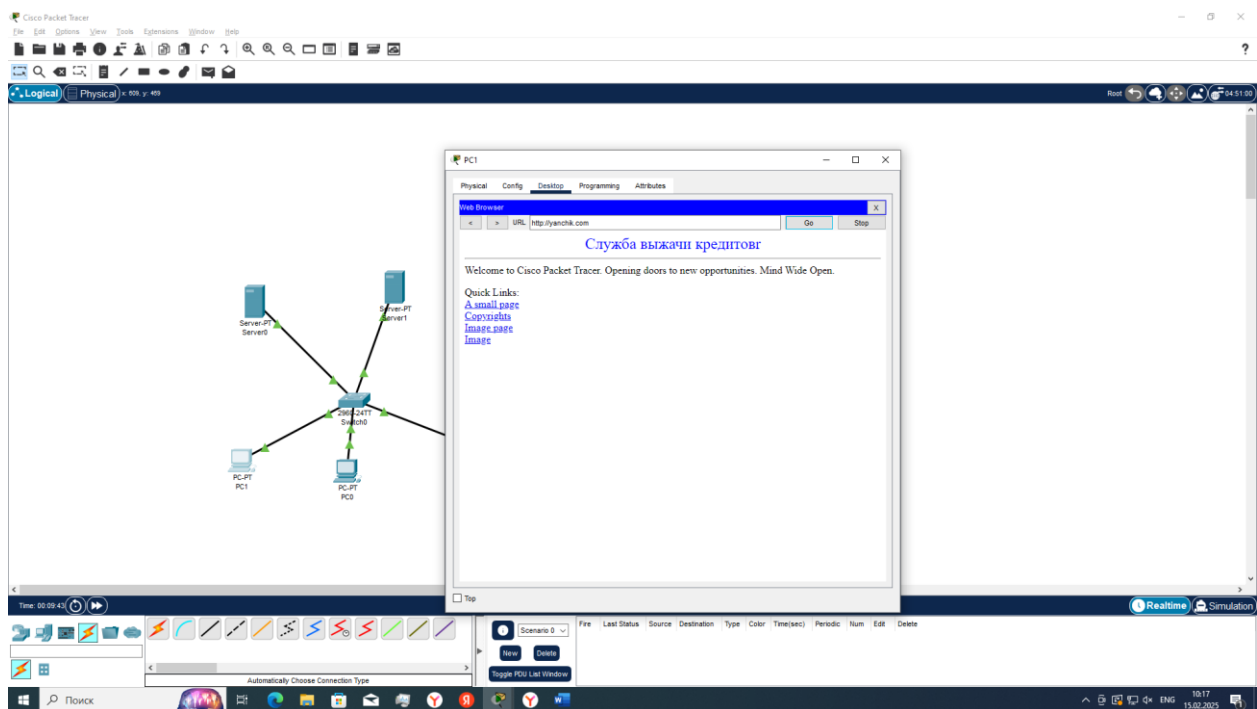 Cisco Packet Tracer
File Edit Options View Tools Extensions Window Help
?
Logical Physical x: 609, y: 469 Root 04:51:00
PC1
Physical Config Desktop Programming Attributes
Web Browser X
< > URL http://yanchik.com Go Stop
Служба выжачи кредитовг
Welcome to Cisco Packet Tracer. Opening doors to new opportunities. Mind Wide Open.
Quick Links:
A small page
Copyrights
Image page
Image
Server-PT
Server0
Server-PT
Server1
2960-24TT
Switch0
PC-PT
PC1
PC-PT
PC0
Top
Time: 00:09:43 Realtime Simulation
Scenario 0
New Delete
Toggle PDU List Window
Fire Last Status Source Destination Type Color Time(sec) Periodic Num Edit Delete
Automatically Choose Connection Type
Поиск
ENG
10:17
15.02.2025